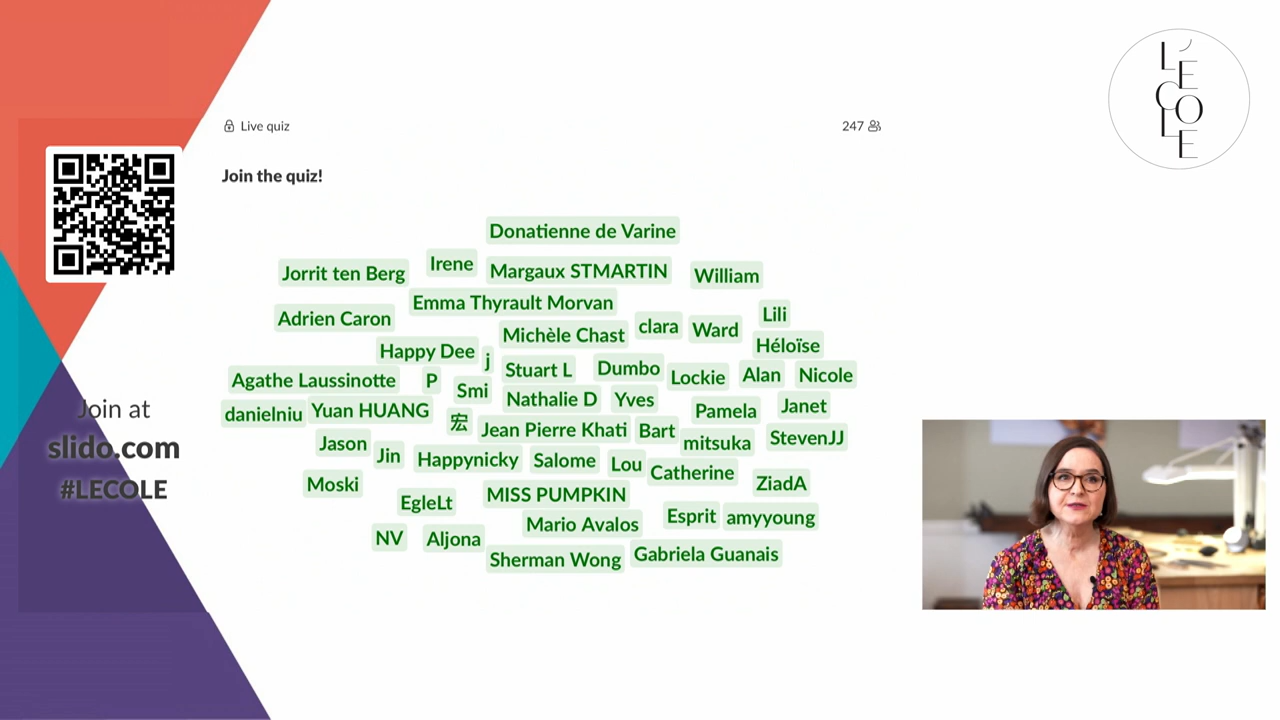 L'ÉCOLE
Live quiz
247
Join the quiz!
Donatienne de Varine
Jorrit ten Berg
Irene
Margaux STMARTIN
William
Emma Thyrault Morvan
Adrien Caron
Michèle Chast
clara
Ward
Lili
Héloïse
Happy Dee
j
Stuart L
Dumbo
Lockie
Alan
Nicole
Agathe Laussinotte
P
Smi
Nathalie D
Yves
Pamela
Janet
danielniu
Yuan HUANG
宏
Jean Pierre Khati
Bart
mitsuka
StevenJJ
Jason
Jin
Happynicky
Salome
Lou
Catherine
ZiadA
Moski
EgleLt
MISS PUMPKIN
Mario Avalos
Esprit
amyyoung
NV
Aljona
Sherman Wong
Gabriela Guanais
Join at
slido.com
#LECOLE